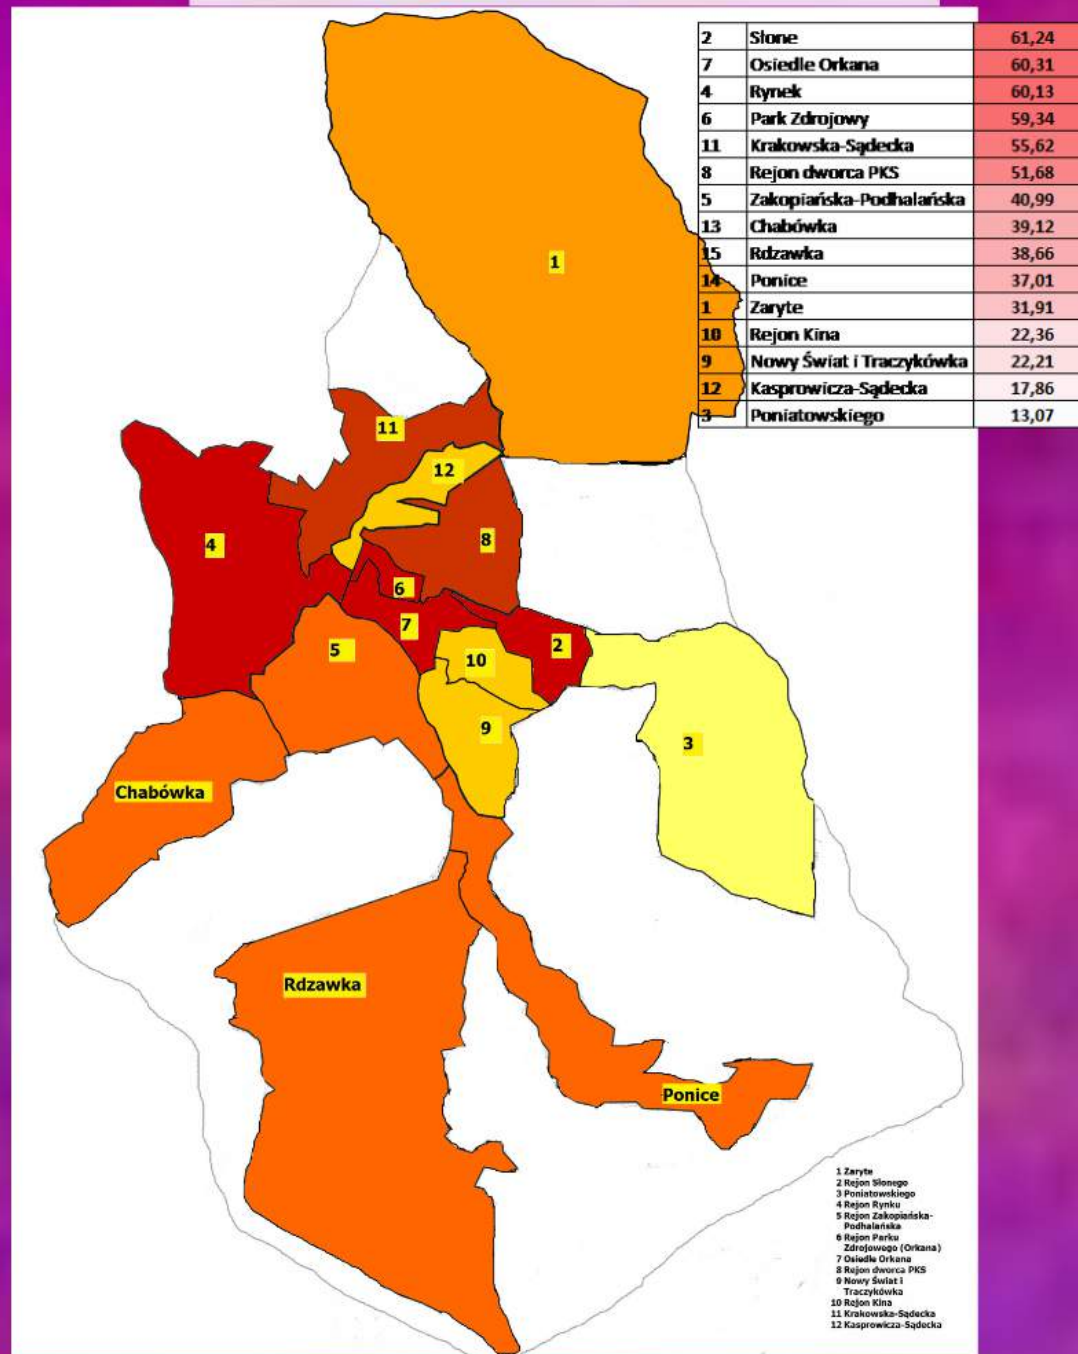 2 Słone 61,24
7 Osiedle Orkana 60,31
4 Rynek 60,13
6 Park Zdrojowy 59,34
11 Krakowska-Sądecka 55,62
8 Rejon dworca PKS 51,68
5 Zakopiańska-Podhalańska 40,99
13 Chabówka 39,12
15 Rdzawka 38,66
14 Ponice 37,01
1 Zaryte 31,91
10 Rejon Kina 22,36
9 Nowy Świat i Traczykówka 22,21
12 Kasprowicza-Sądecka 17,86
3 Poniatowskiego 13,07
1
11
12
4
8
6
7
5
2
10
9
3
Chabówka
Rdzawka
Ponice
1 Zaryte
2 Rejon Słonego
3 Poniatowskiego
4 Rejon Rynku
5 Rejon Zakopiańska-
Podhalańska
6 Rejon Parku
Zdrojowego (Orkana)
7 Osiedle Orkana
8 Rejon dworca PKS
9 Nowy Świat i
Traczykówka
10 Rejon Kina
11 Krakowska-Sądecka
12 Kasprowicza-Sądecka